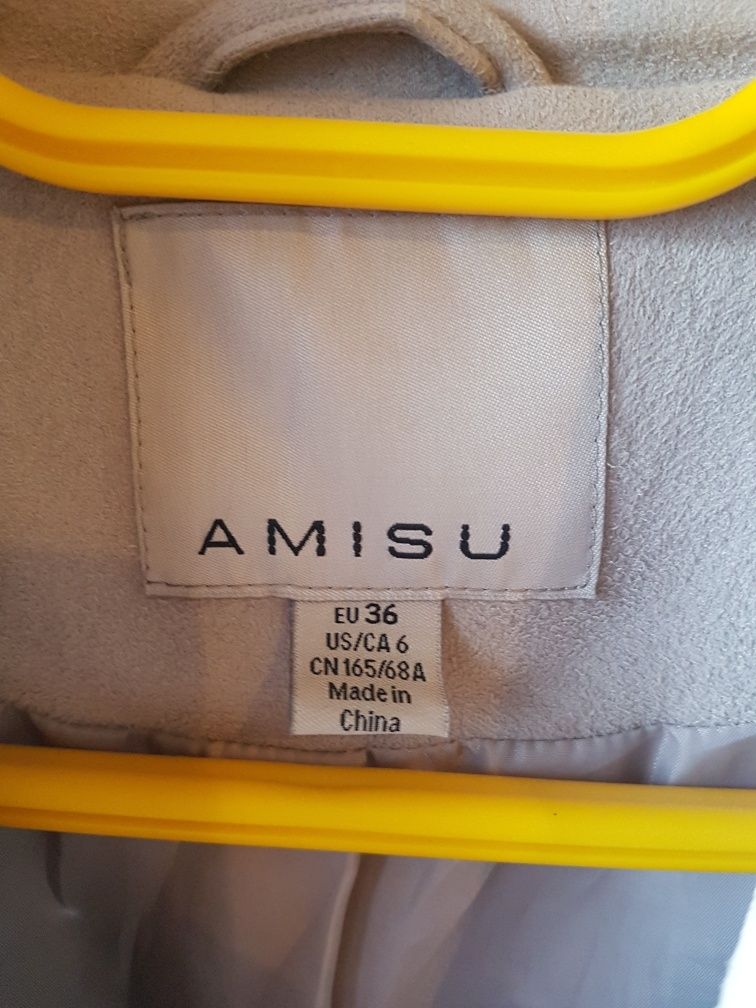 AMISU
EU 36
US/CA 6
CN 165/68A
Made in
China